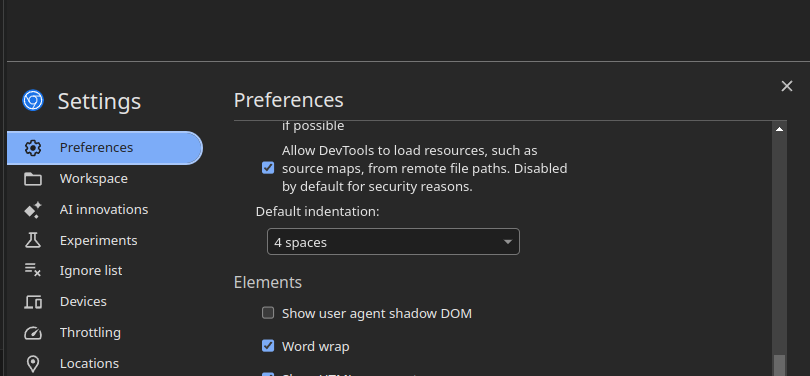 Settings
Preferences
Workspace
AI innovations
Experiments
Ignore list
Devices
Throttling
Locations
Preferences
if possible
Allow DevTools to load resources, such as
source maps, from remote file paths. Disabled
by default for security reasons.
Default indentation:
4 spaces
Elements
Show user agent shadow DOM
Word wrap